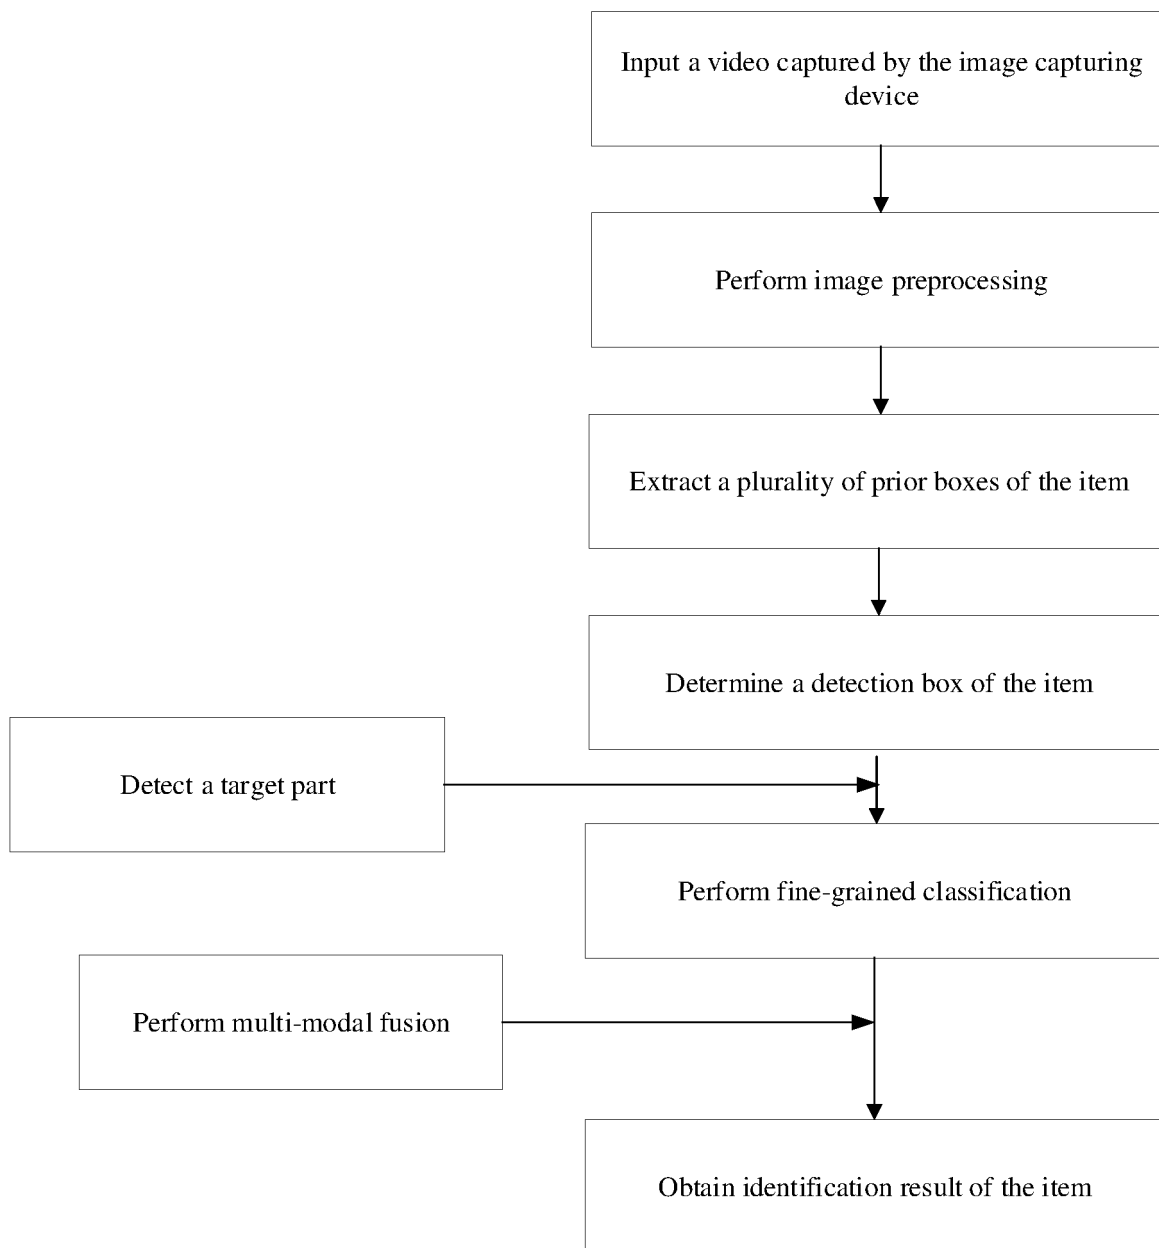 Input a video captured by the image capturing
device
Perform image preprocessing
Extract a plurality of prior boxes of the item
Determine a detection box of the item
Detect a target part
Perform fine-grained classification
Perform multi-modal fusion
Obtain identification result of the item